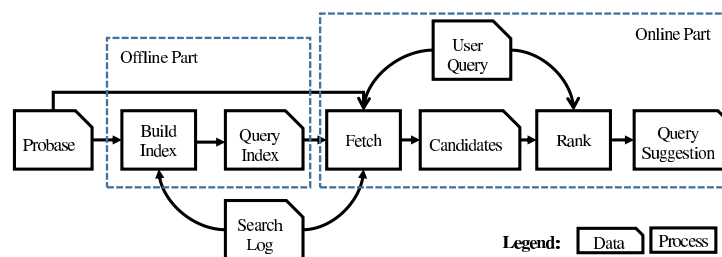 Offline Part
Online Part
User
Query
Probase
Build
Index
Query
Index
Fetch
Candidates
Rank
Query
Suggestion
Search
Log
Legend:
Data
Process